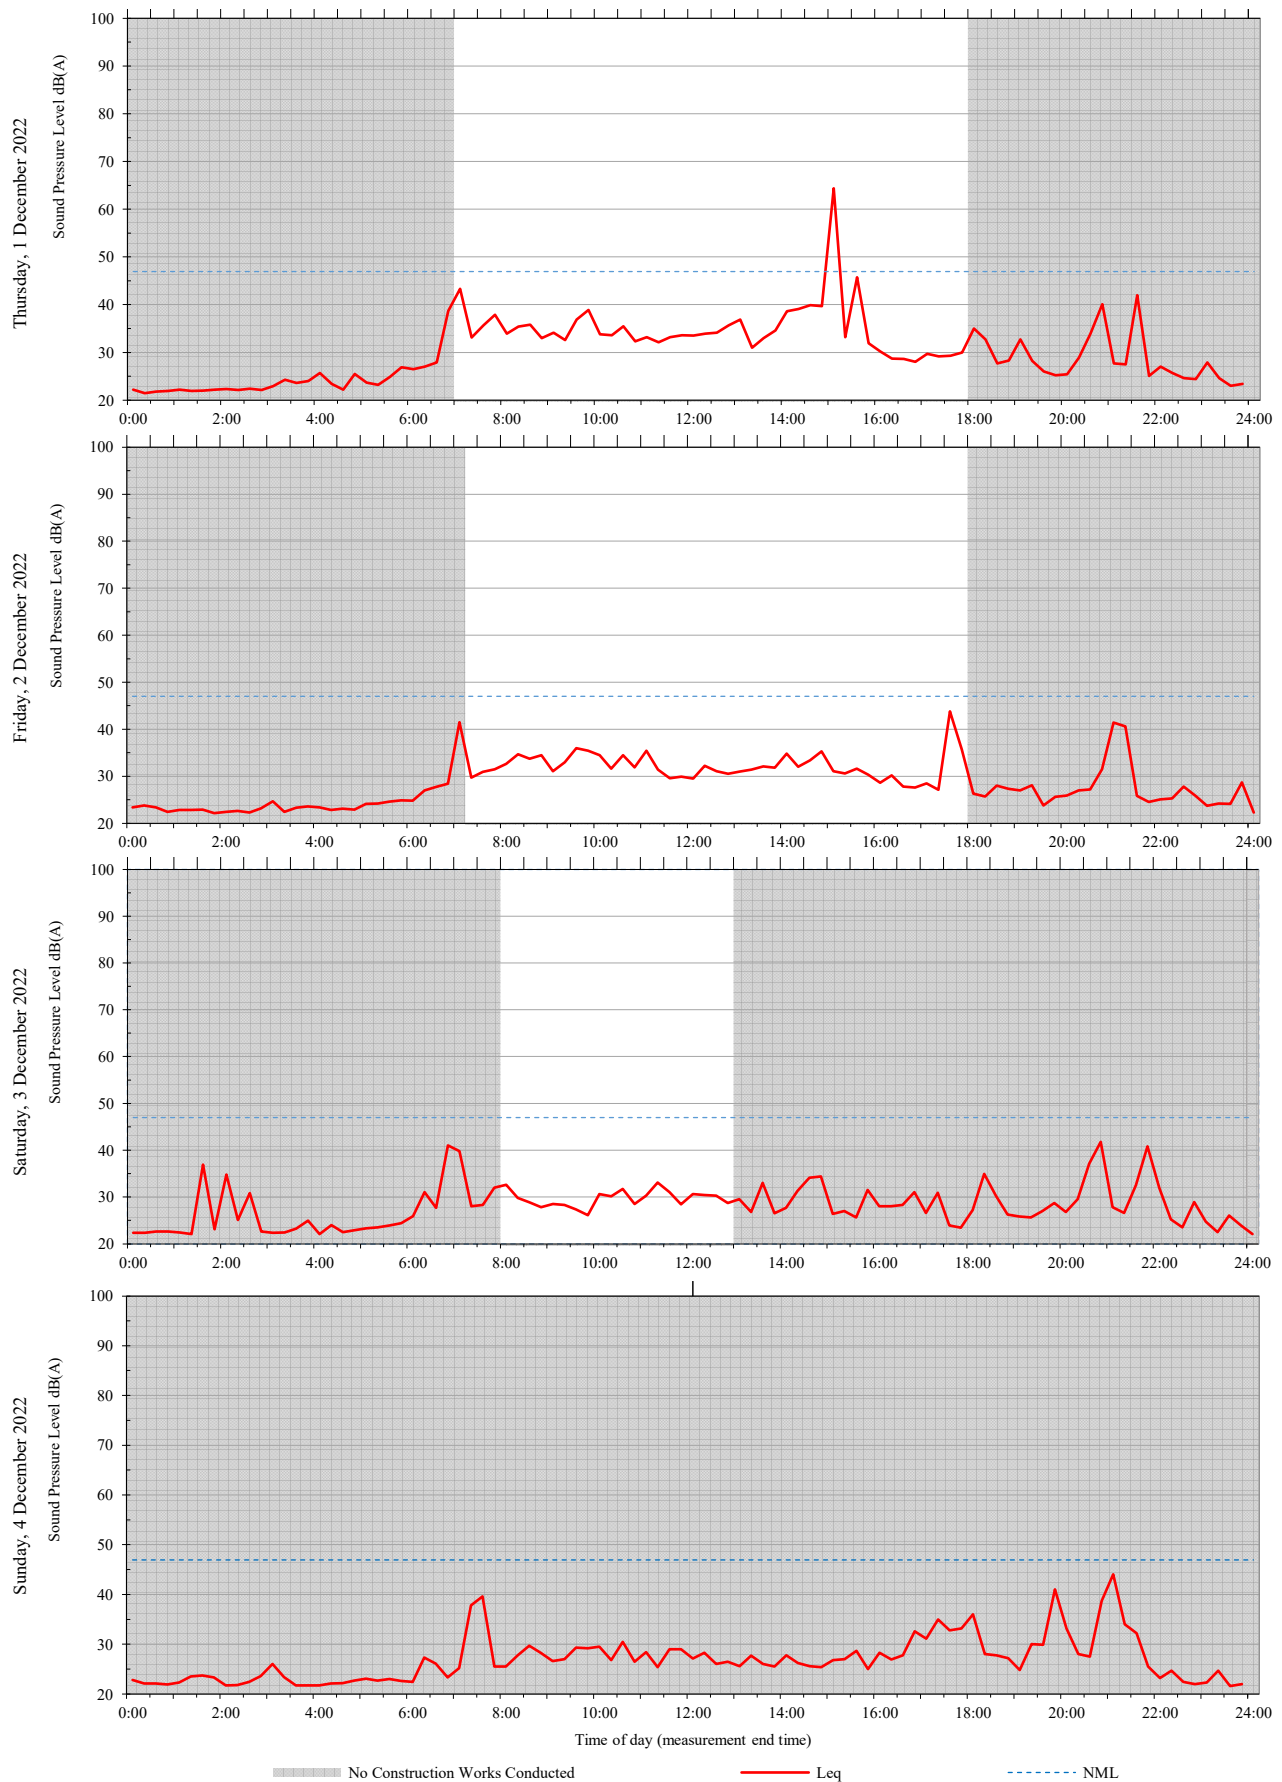 Thursday, 1 December 2022
Sound Pressure Level dB(A)
100
90
80
70
60
50
40
30
20
0:00 2:00 4:00 6:00 8:00 10:00 12:00 14:00 16:00 18:00 20:00 22:00 24:00
Friday, 2 December 2022
Sound Pressure Level dB(A)
100
90
80
70
60
50
40
30
20
0:00 2:00 4:00 6:00 8:00 10:00 12:00 14:00 16:00 18:00 20:00 22:00 24:00
Saturday, 3 December 2022
Sound Pressure Level dB(A)
100
90
80
70
60
50
40
30
20
0:00 2:00 4:00 6:00 8:00 10:00 12:00 14:00 16:00 18:00 20:00 22:00 24:00
Sunday, 4 December 2022
Sound Pressure Level dB(A)
100
90
80
70
60
50
40
30
20
0:00 2:00 4:00 6:00 8:00 10:00 12:00 14:00 16:00 18:00 20:00 22:00 24:00
Time of day (measurement end time)
No Construction Works Conducted Leq NML